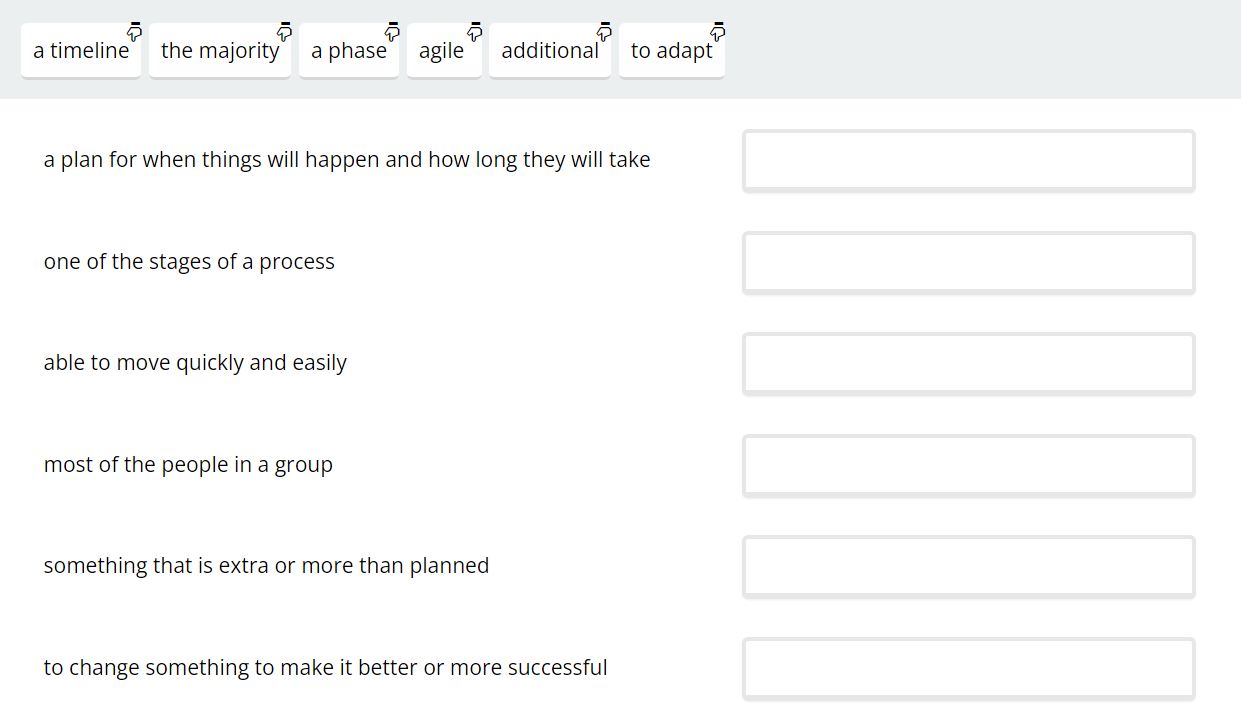 a timeline the majority a phase agile additional to adapt
a plan for when things will happen and how long they will take
one of the stages of a process
able to move quickly and easily
most of the people in a group
something that is extra or more than planned
to change something to make it better or more successful